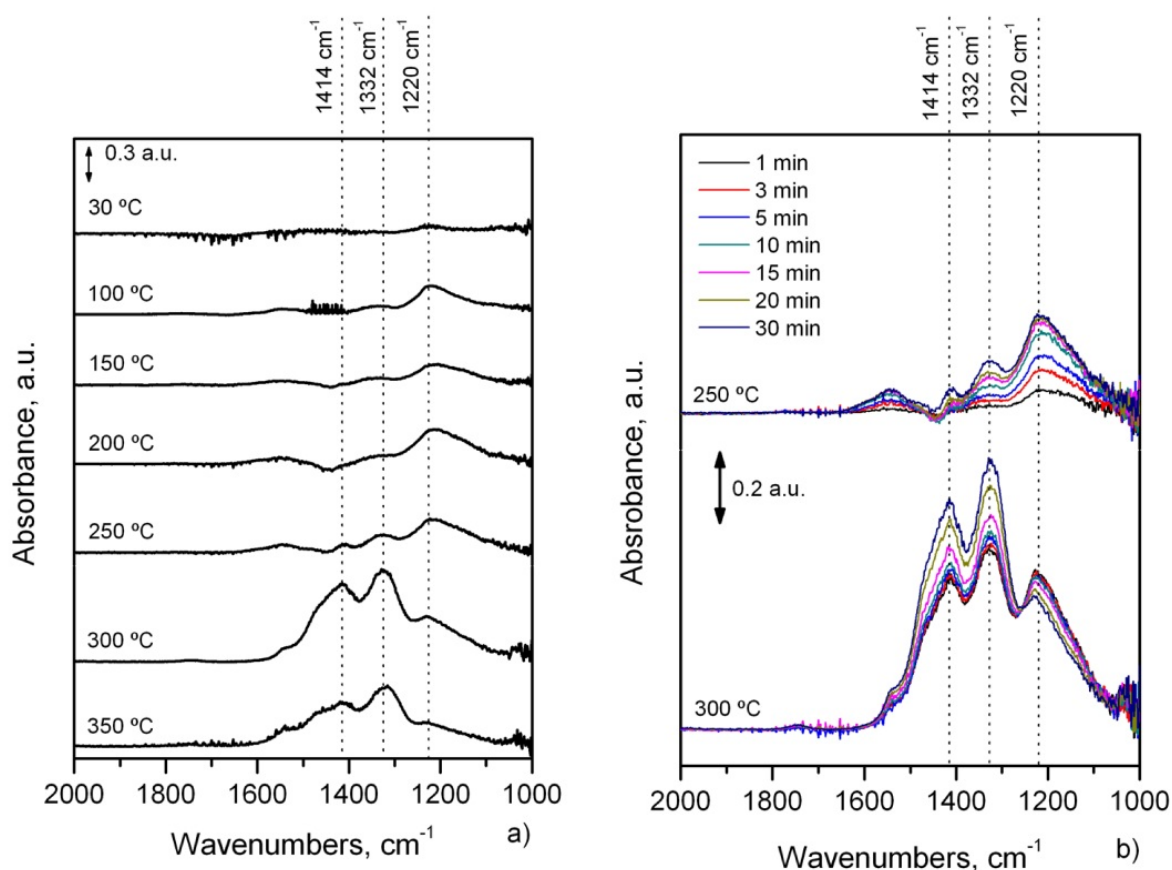 1414 cm⁻¹
1332 cm⁻¹
1220 cm⁻¹
0.3 a.u.
30 ºC
100 ºC
150 ºC
200 ºC
250 ºC
300 ºC
350 ºC
Absorbance, a.u.
2000 1800 1600 1400 1200 1000
Wavenumbers, cm⁻¹
a)
1414 cm⁻¹
1332 cm⁻¹
1220 cm⁻¹
1 min
3 min
5 min
10 min
15 min
20 min
30 min
250 ºC
0.2 a.u.
300 ºC
Absrobance, a.u.
2000 1800 1600 1400 1200 1000
Wavenumbers, cm⁻¹
b)